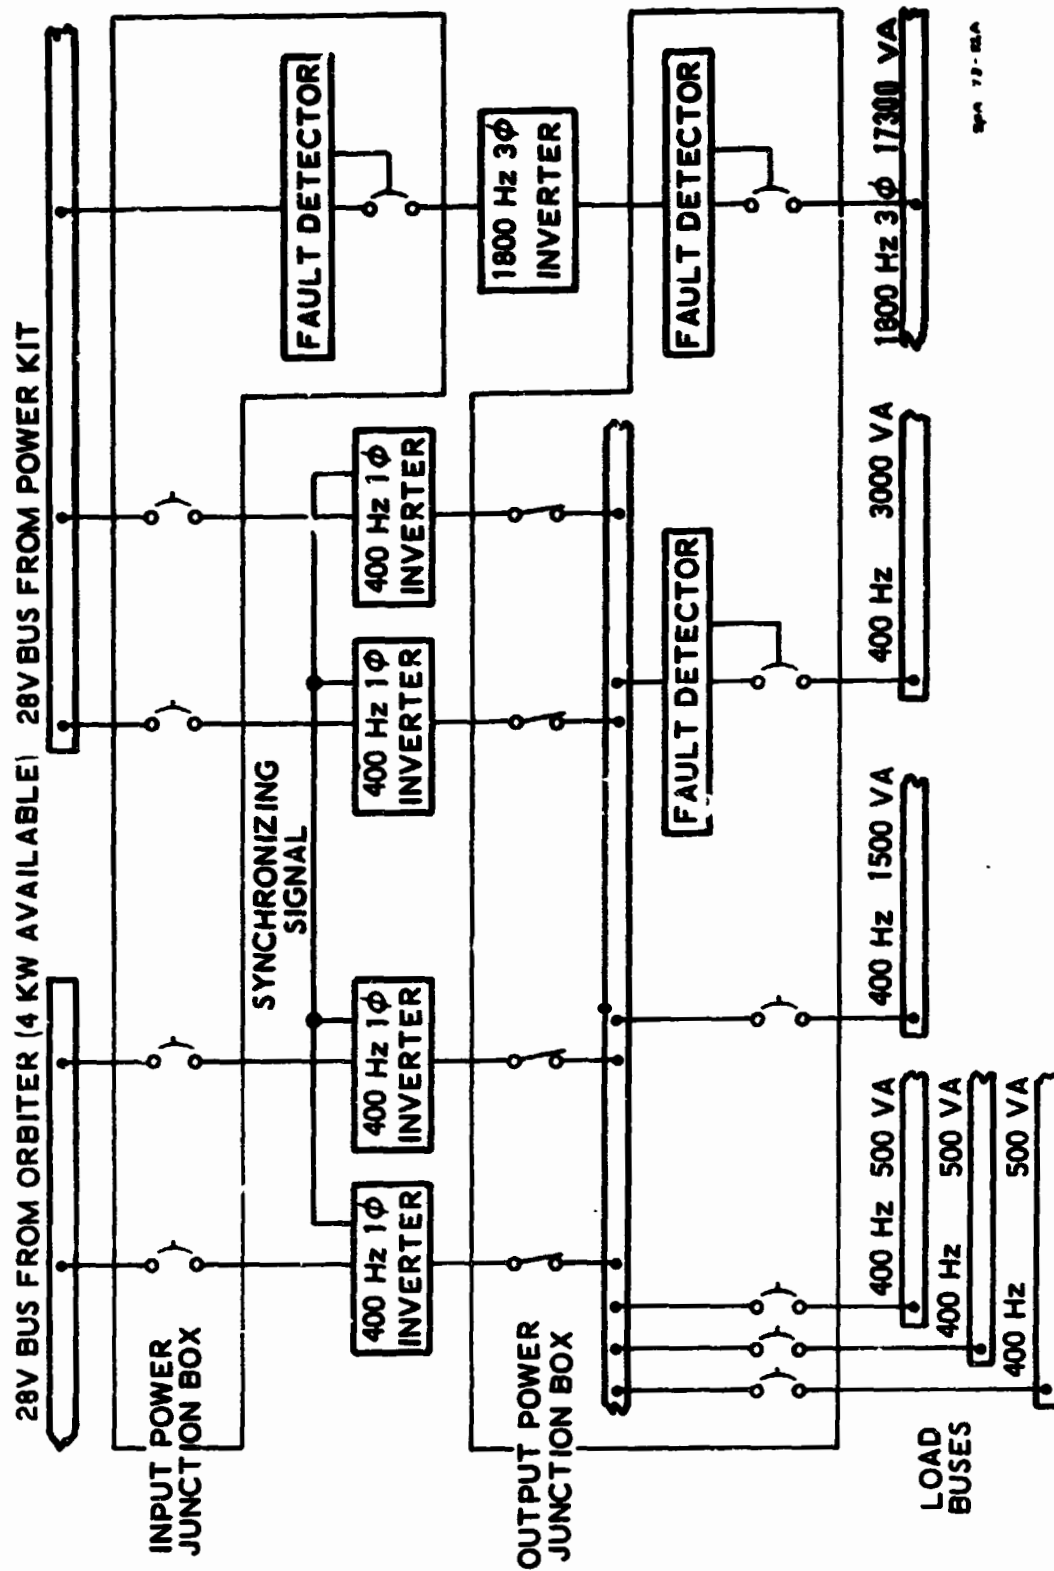 28V BUS FROM ORBITER (4 KW AVAILABLE)
28V BUS FROM POWER KIT
INPUT POWER
JUNCTION BOX
FAULT DETECTOR
SYNCHRONIZING
SIGNAL
400 Hz 1Φ
INVERTER
400 Hz 1Φ
INVERTER
400 Hz 1Φ
INVERTER
400 Hz 1Φ
INVERTER
1800 Hz 3Φ
INVERTER
OUTPUT POWER
JUNCTION BOX
FAULT DETECTOR
FAULT DETECTOR
LOAD
BUSES
400 Hz 500 VA
400 Hz 500 VA
400 Hz 500 VA
400 Hz 1500 VA
400 Hz 3000 VA
1800 Hz 3Φ 17300 VA